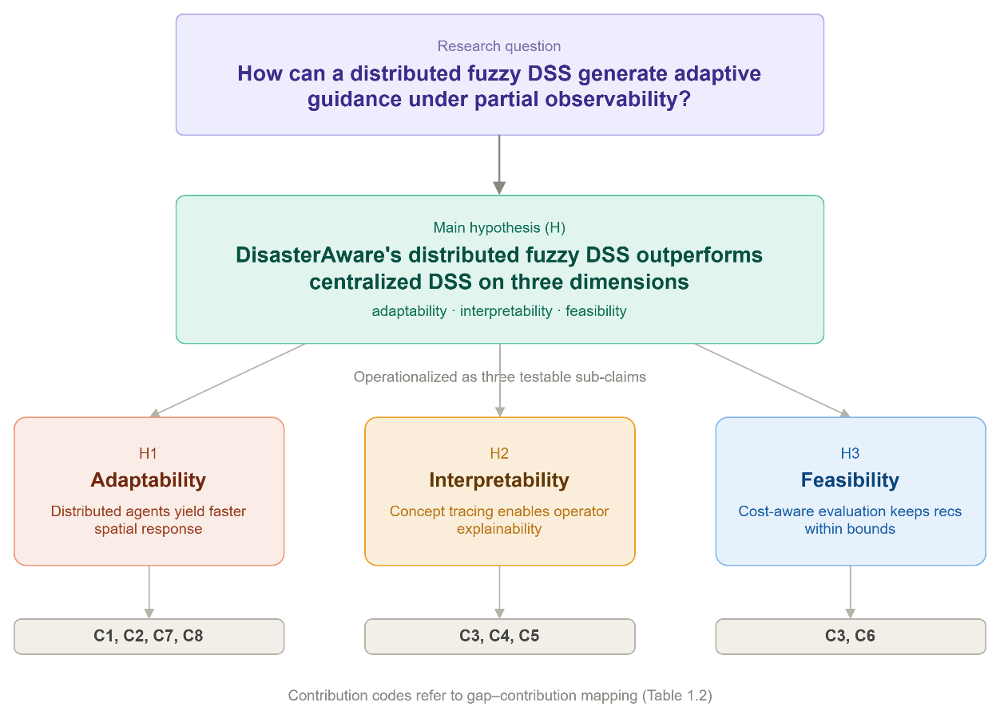 Research question
How can a distributed fuzzy DSS generate adaptive
guidance under partial observability?
Main hypothesis (H)
DisasterAware's distributed fuzzy DSS outperforms
centralized DSS on three dimensions
adaptability · interpretability · feasibility
Operationalized as three testable sub-claims
H1
Adaptability
Distributed agents yield faster
spatial response
H2
Interpretability
Concept tracing enables operator
explainability
H3
Feasibility
Cost-aware evaluation keeps recs
within bounds
C1, C2, C7, C8
C3, C4, C5
C3, C6
Contribution codes refer to gap–contribution mapping (Table 1.2)